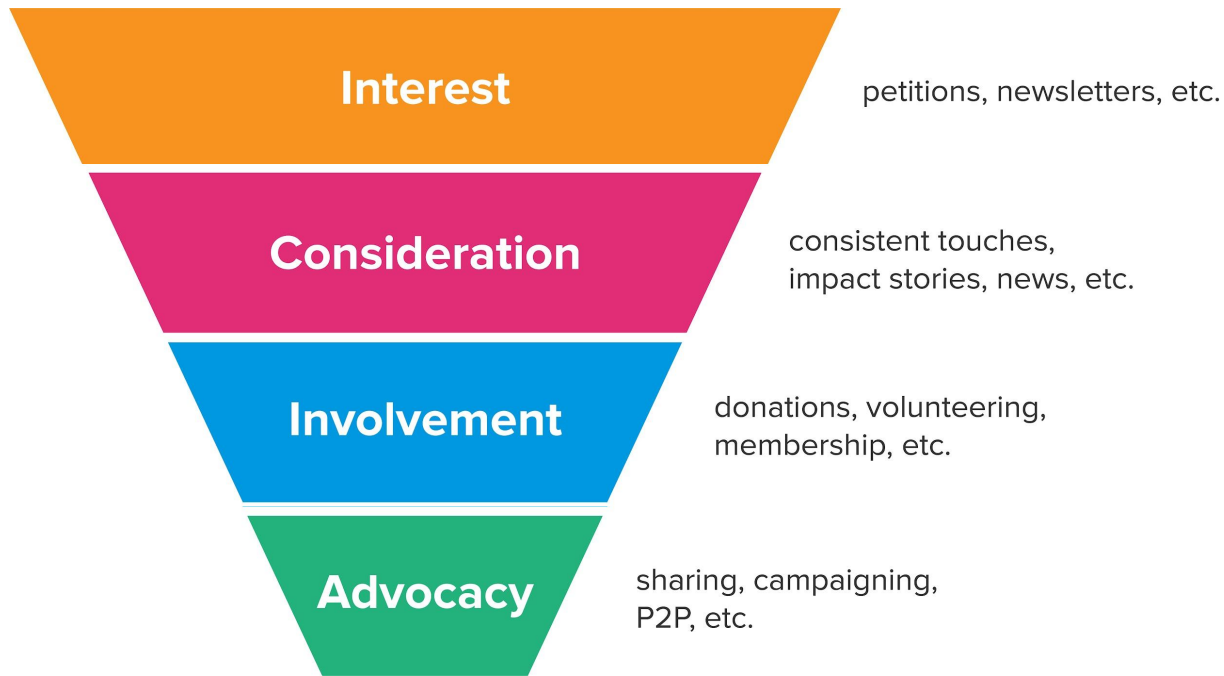 Interest
petitions, newsletters, etc.
Consideration
consistent touches,
impact stories, news, etc.
Involvement
donations, volunteering,
membership, etc.
Advocacy
sharing, campaigning,
P2P, etc.